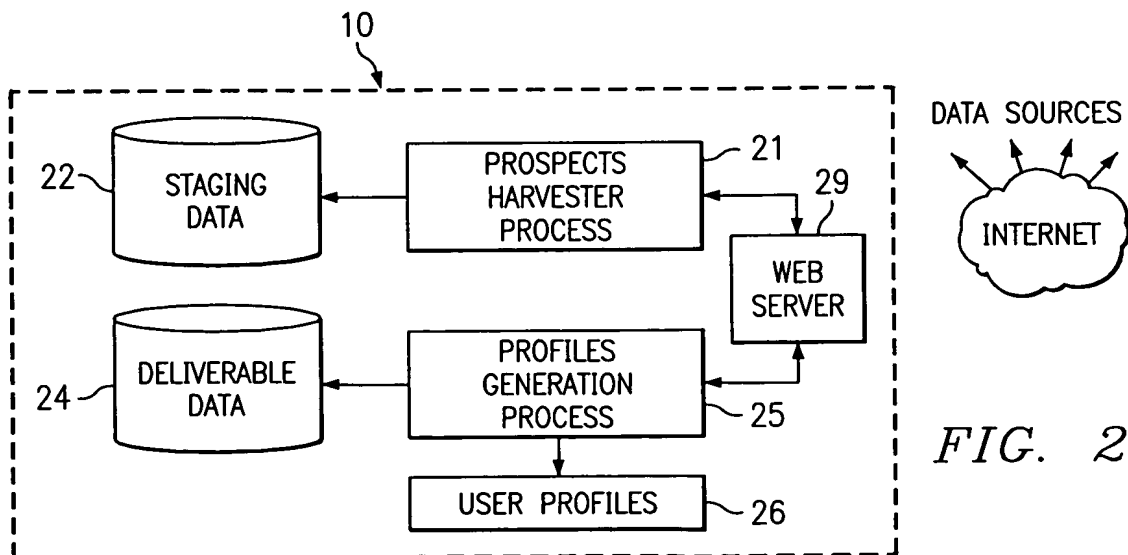 10
DATA SOURCES
22
STAGING
DATA
PROSPECTS
HARVESTER
PROCESS
21
29
INTERNET
WEB
SERVER
24
DELIVERABLE
DATA
PROFILES
GENERATION
PROCESS
25
FIG. 2
USER PROFILES
26